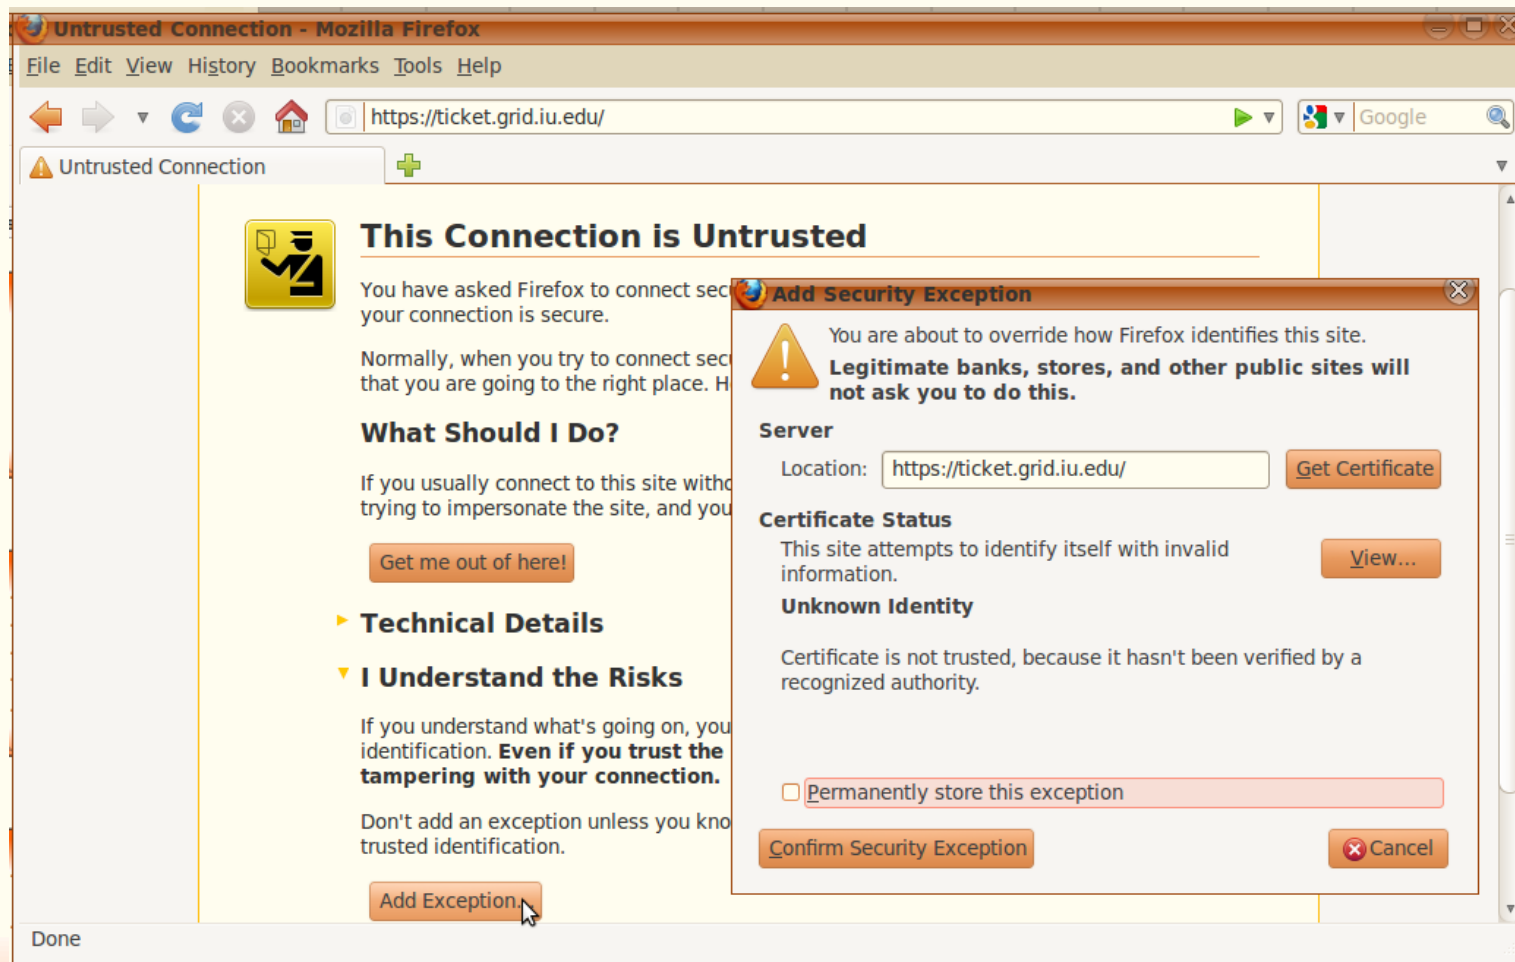 Untrusted Connection - Mozilla Firefox
File Edit View History Bookmarks Tools Help
https://ticket.grid.iu.edu/
Google
Untrusted Connection
This Connection is Untrusted
You have asked Firefox to connect sec
your connection is secure.
Normally, when you try to connect sec
that you are going to the right place. H
What Should I Do?
If you usually connect to this site witho
trying to impersonate the site, and you
Get me out of here!
Technical Details
I Understand the Risks
If you understand what's going on, you
identification. Even if you trust the
tampering with your connection.
Don't add an exception unless you kno
trusted identification.
Add Exception...
Add Security Exception
You are about to override how Firefox identifies this site.
Legitimate banks, stores, and other public sites will
not ask you to do this.
Server
Location: https://ticket.grid.iu.edu/ Get Certificate
Certificate Status
This site attempts to identify itself with invalid
information.
View...
Unknown Identity
Certificate is not trusted, because it hasn't been verified by a
recognized authority.
Permanently store this exception
Confirm Security Exception
Cancel
Done